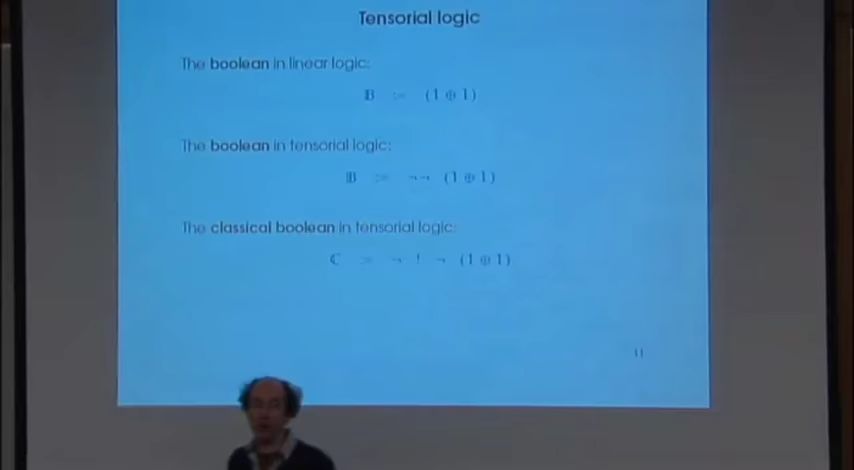 Tensorial logic
The boolean in linear logic:
𝔹 := (1 ⊕ 1)
The boolean in tensorial logic:
𝔹 := ¬¬ (1 ⊕ 1)
The classical boolean in tensorial logic:
ℂ := ¬ ! ¬ (1 ⊕ 1)
11